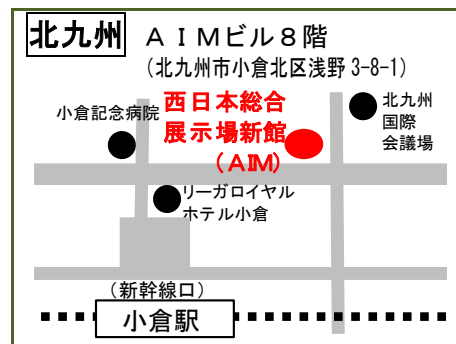 北九州 ＡＩＭビル８階
（北九州市小倉北区浅野 3-8-1）
小倉記念病院
西日本総合
展示場新館
（ＡＩＭ）
北九州
国際
会議場
リーガロイヤル
ホテル小倉
（新幹線口）
小倉駅